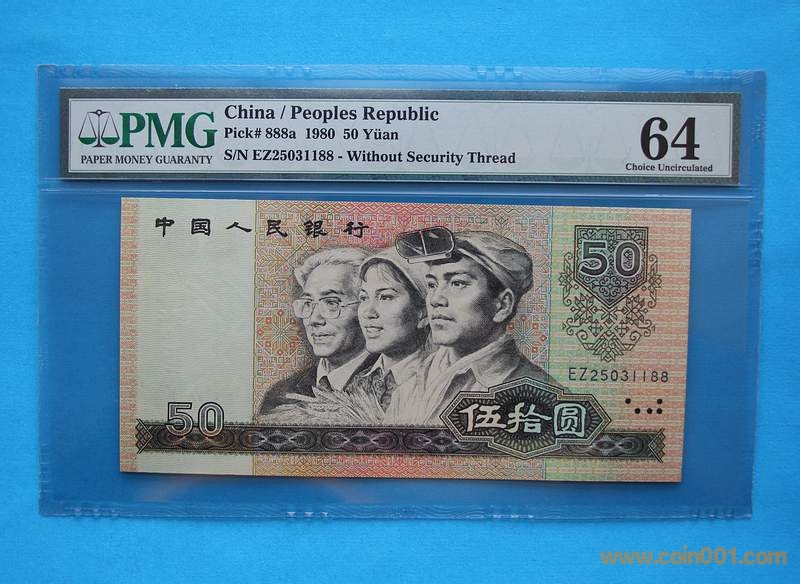 PMG
PAPER MONEY GUARANTY
China / Peoples Republic
Pick# 888a 1980 50 Yüan
S/N EZ25031188 - Without Security Thread
64
Choice Uncirculated
中国人民银行
50
EZ25031188
50
伍拾圆
www.coin001.com